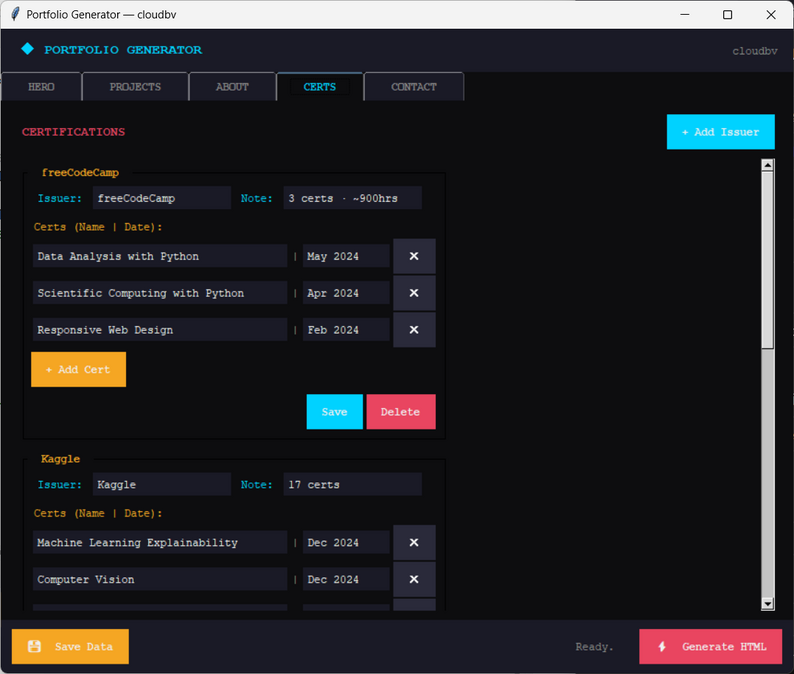 Portfolio Generator — cloudbv
◆ PORTFOLIO GENERATOR
cloudbv
HERO PROJECTS ABOUT CERTS CONTACT
CERTIFICATIONS
+ Add Issuer
freeCodeCamp
Issuer: freeCodeCamp Note: 3 certs · ~900hrs
Certs (Name | Date):
Data Analysis with Python | May 2024 ✕
Scientific Computing with Python | Apr 2024 ✕
Responsive Web Design | Feb 2024 ✕
+ Add Cert
Save Delete
Kaggle
Issuer: Kaggle Note: 17 certs
Certs (Name | Date):
Machine Learning Explainability | Dec 2024 ✕
Computer Vision | Dec 2024 ✕
Save Data Ready. Generate HTML